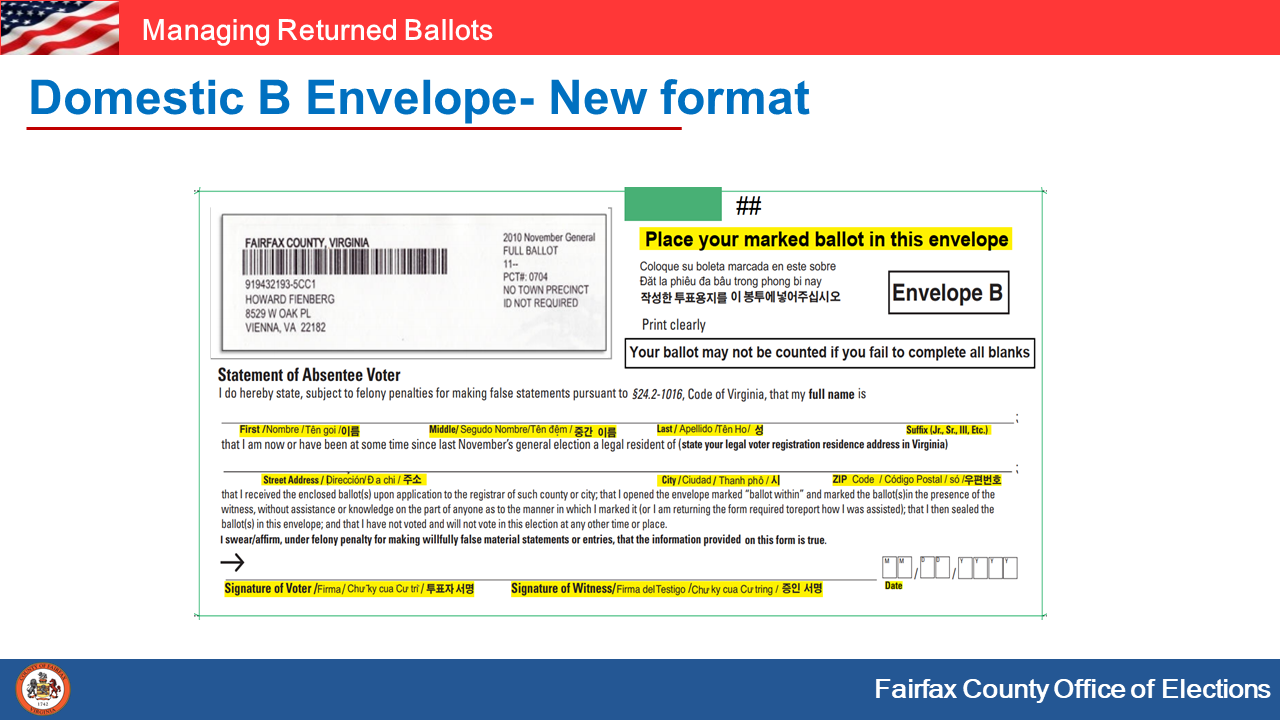 Managing Returned Ballots
Domestic B Envelope- New format
##
FAIRFAX COUNTY, VIRGINIA
919432193-5CC1
HOWARD FIENBERG
8529 W OAK PL
VIENNA, VA 22182
2010 November General
FULL BALLOT
11--
PCT#: 0704
NO TOWN PRECINCT
ID NOT REQUIRED
Place your marked ballot in this envelope
Coloque su boleta marcada en este sobre
Đăt la phiêu đa bâu trong phong bi nay
작성한 투표용지를 이 봉투에넣어주십시오
Envelope B
Print clearly
Your ballot may not be counted if you fail to complete all blanks
Statement of Absentee Voter
I do hereby state, subject to felony penalties for making false statements pursuant to §24.2-1016, Code of Virginia, that my full name is
;
First /Nombre / Tên goi /이름 Middle/ Segudo Nombre/Tên đệm / 중간 이름 Last / Apellido /Tên Ho/ 성 Suffix (Jr., Sr., III, Etc.)
that I am now or have been at some time since last November's general election a legal resident of (state your legal voter registration residence address in Virginia)
;
Street Address / Dirección/Đ a chi / 주소 City / Ciudad / Thanh phô / 시 ZIP Code / Código Postal / só /우편번호
that I received the enclosed ballot(s) upon application to the registrar of such county or city; that I opened the envelope marked "ballot within" and marked the ballot(s)in the presence of the
witness, without assistance or knowledge on the part of anyone as to the manner in which I marked it (or I am returning the form required toreport how I was assisted); that I then sealed the
ballot(s) in this envelope; and that I have not voted and will not vote in this election at any other time or place.
I swear/affirm, under felony penalty for making willfully false material statements or entries, that the information provided on this form is true.
M M / D D / Y Y Y Y
Signature of Voter /Firma / Chư ky cua Cư tri / 투표자 서명 Signature of Witness/ Firma del Testigo /Chư ky cua Cư tring / 증인 서명 Date
COUNTY OF FAIRFAX
1742
VIRGINIA
Fairfax County Office of Elections